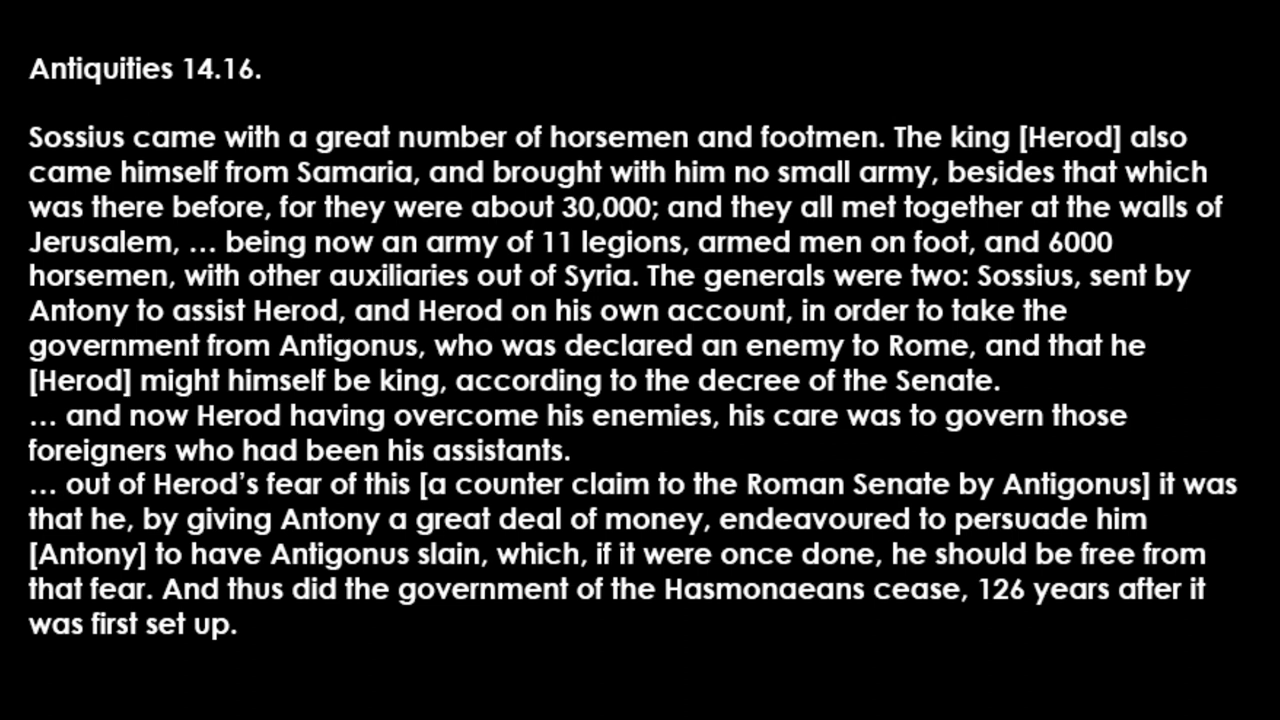 Antiquities 14.16.
Sossius came with a great number of horsemen and footmen. The king [Herod] also
came himself from Samaria, and brought with him no small army, besides that which
was there before, for they were about 30,000; and they all met together at the walls of
Jerusalem, … being now an army of 11 legions, armed men on foot, and 6000
horsemen, with other auxiliaries out of Syria. The generals were two: Sossius, sent by
Antony to assist Herod, and Herod on his own account, in order to take the
government from Antigonus, who was declared an enemy to Rome, and that he
[Herod] might himself be king, according to the decree of the Senate.
… and now Herod having overcome his enemies, his care was to govern those
foreigners who had been his assistants.
… out of Herod’s fear of this [a counter claim to the Roman Senate by Antigonus] it was
that he, by giving Antony a great deal of money, endeavoured to persuade him
[Antony] to have Antigonus slain, which, if it were once done, he should be free from
that fear. And thus did the government of the Hasmonaeans cease, 126 years after it
was first set up.